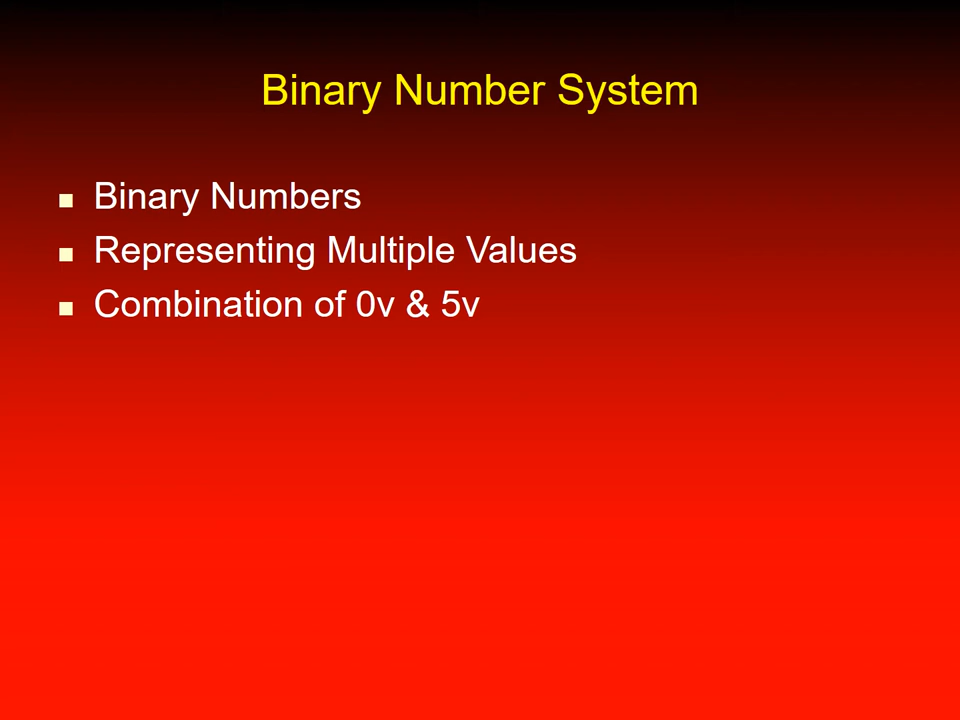 Binary Number System
Binary Numbers
Representing Multiple Values
Combination of 0v & 5v